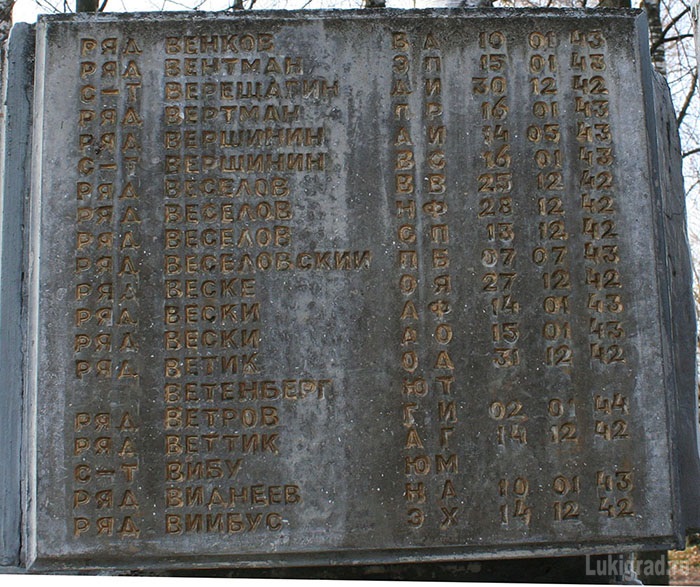 РЯД ВЕНКОВ В А 19 01 43
РЯД ВЕНТМАН Э П 15 01 43
С-Т ВЕРЕЩАГИН Д И 30 12 42
РЯД ВЕРТМАН П Р 16 01 43
РЯД ВЕРШИНИН А И 14 05 43
С-Т ВЕРШИНИН В Э 16 01 43
РЯД ВЕСЕЛОВ В В 25 12 42
РЯД ВЕСЕЛОВ Н Ф 28 12 42
РЯД ВЕСЕЛОВ С П 13 12 42
РЯД ВЕСЕЛОВСКИИ П Б 07 07 43
РЯД ВЕСКЕ О Я 27 12 42
РЯД ВЕСКИ А Ф 14 01 43
РЯД ВЕСКИ А О 15 01 43
РЯД ВЕТИК О А 31 12 42
ВЕТЕНБЕРГ Ю Т
РЯД ВЕТРОВ Г И 02 01 44
РЯД ВЕТТИК А Г 14 12 42
С-Т ВИБУ Ю М
РЯД ВИДНЕЕВ Н А 10 01 43
РЯД ВИИБУС Э Х 14 12 42